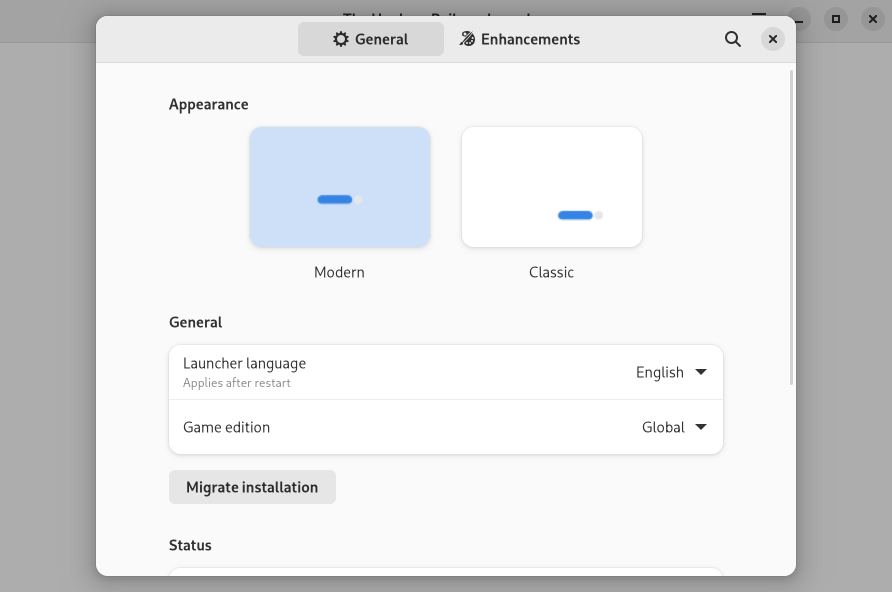 General
Enhancements
Appearance
Modern
Classic
General
Launcher language
Applies after restart
English
Game edition
Global
Migrate installation
Status